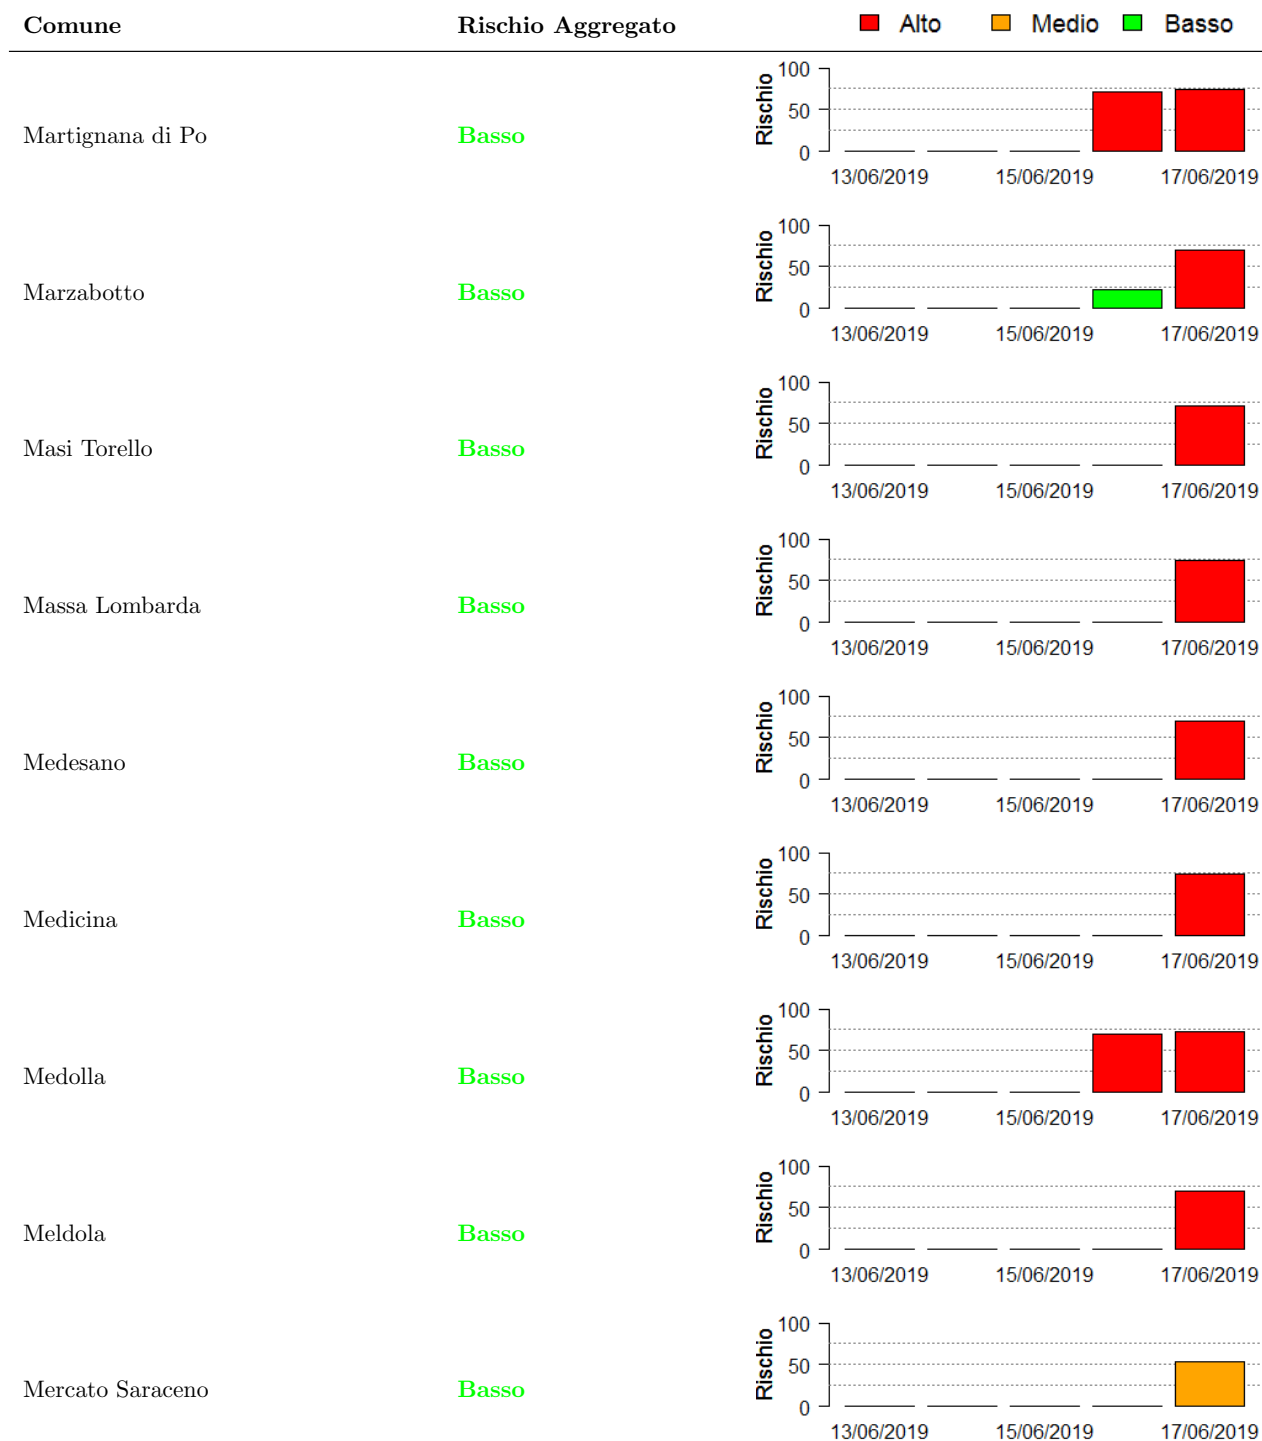 Comune Rischio Aggregato Alto Medio Basso
Martignana di Po Basso Rischio 100 50 0
13/06/2019 15/06/2019 17/06/2019
Marzabotto Basso Rischio 100 50 0
13/06/2019 15/06/2019 17/06/2019
Masi Torello Basso Rischio 100 50 0
13/06/2019 15/06/2019 17/06/2019
Massa Lombarda Basso Rischio 100 50 0
13/06/2019 15/06/2019 17/06/2019
Medesano Basso Rischio 100 50 0
13/06/2019 15/06/2019 17/06/2019
Medicina Basso Rischio 100 50 0
13/06/2019 15/06/2019 17/06/2019
Medolla Basso Rischio 100 50 0
13/06/2019 15/06/2019 17/06/2019
Meldola Basso Rischio 100 50 0
13/06/2019 15/06/2019 17/06/2019
Mercato Saraceno Basso Rischio 100 50 0
13/06/2019 15/06/2019 17/06/2019